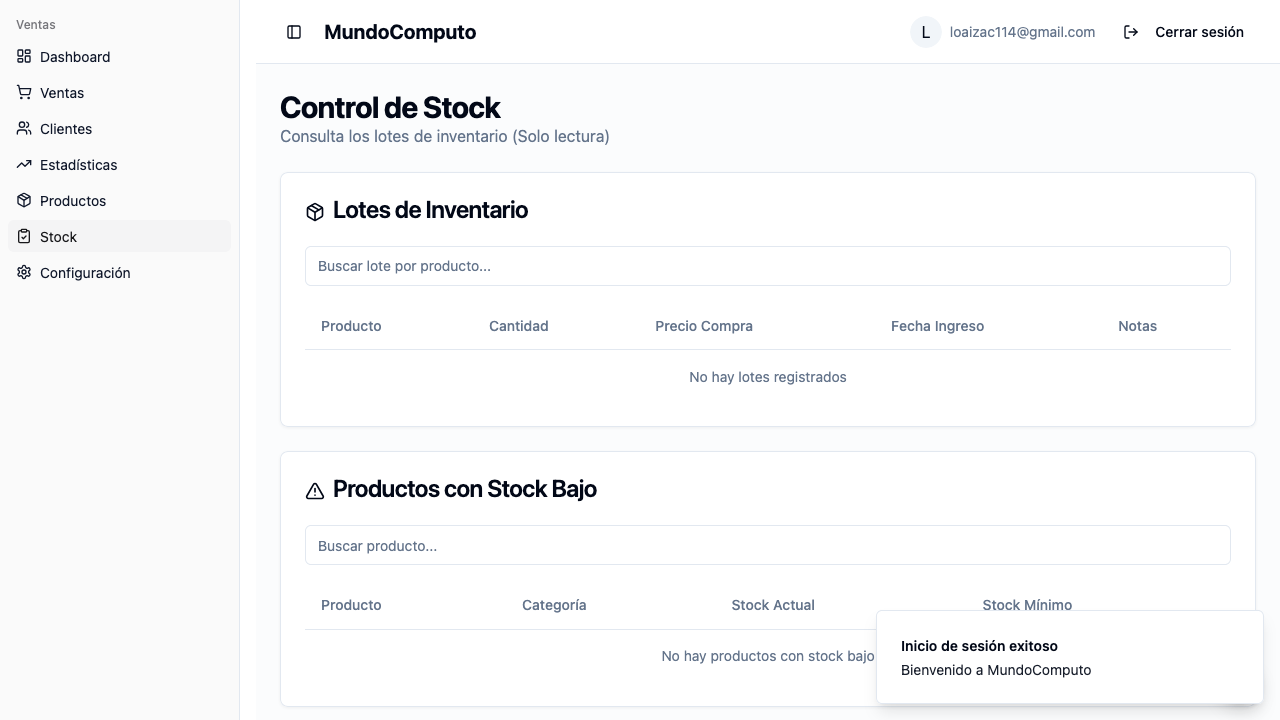 Ventas
Dashboard
Ventas
Clientes
Estadísticas
Productos
Stock
Configuración
MundoComputo
L
loaizac114@gmail.com
Cerrar sesión
Control de Stock
Consulta los lotes de inventario (Solo lectura)
Lotes de Inventario
Buscar lote por producto...
Producto Cantidad Precio Compra Fecha Ingreso Notas
No hay lotes registrados
Productos con Stock Bajo
Buscar producto...
Producto Categoría Stock Actual Stock Mínimo
No hay productos con stock bajo
Inicio de sesión exitoso
Bienvenido a MundoComputo